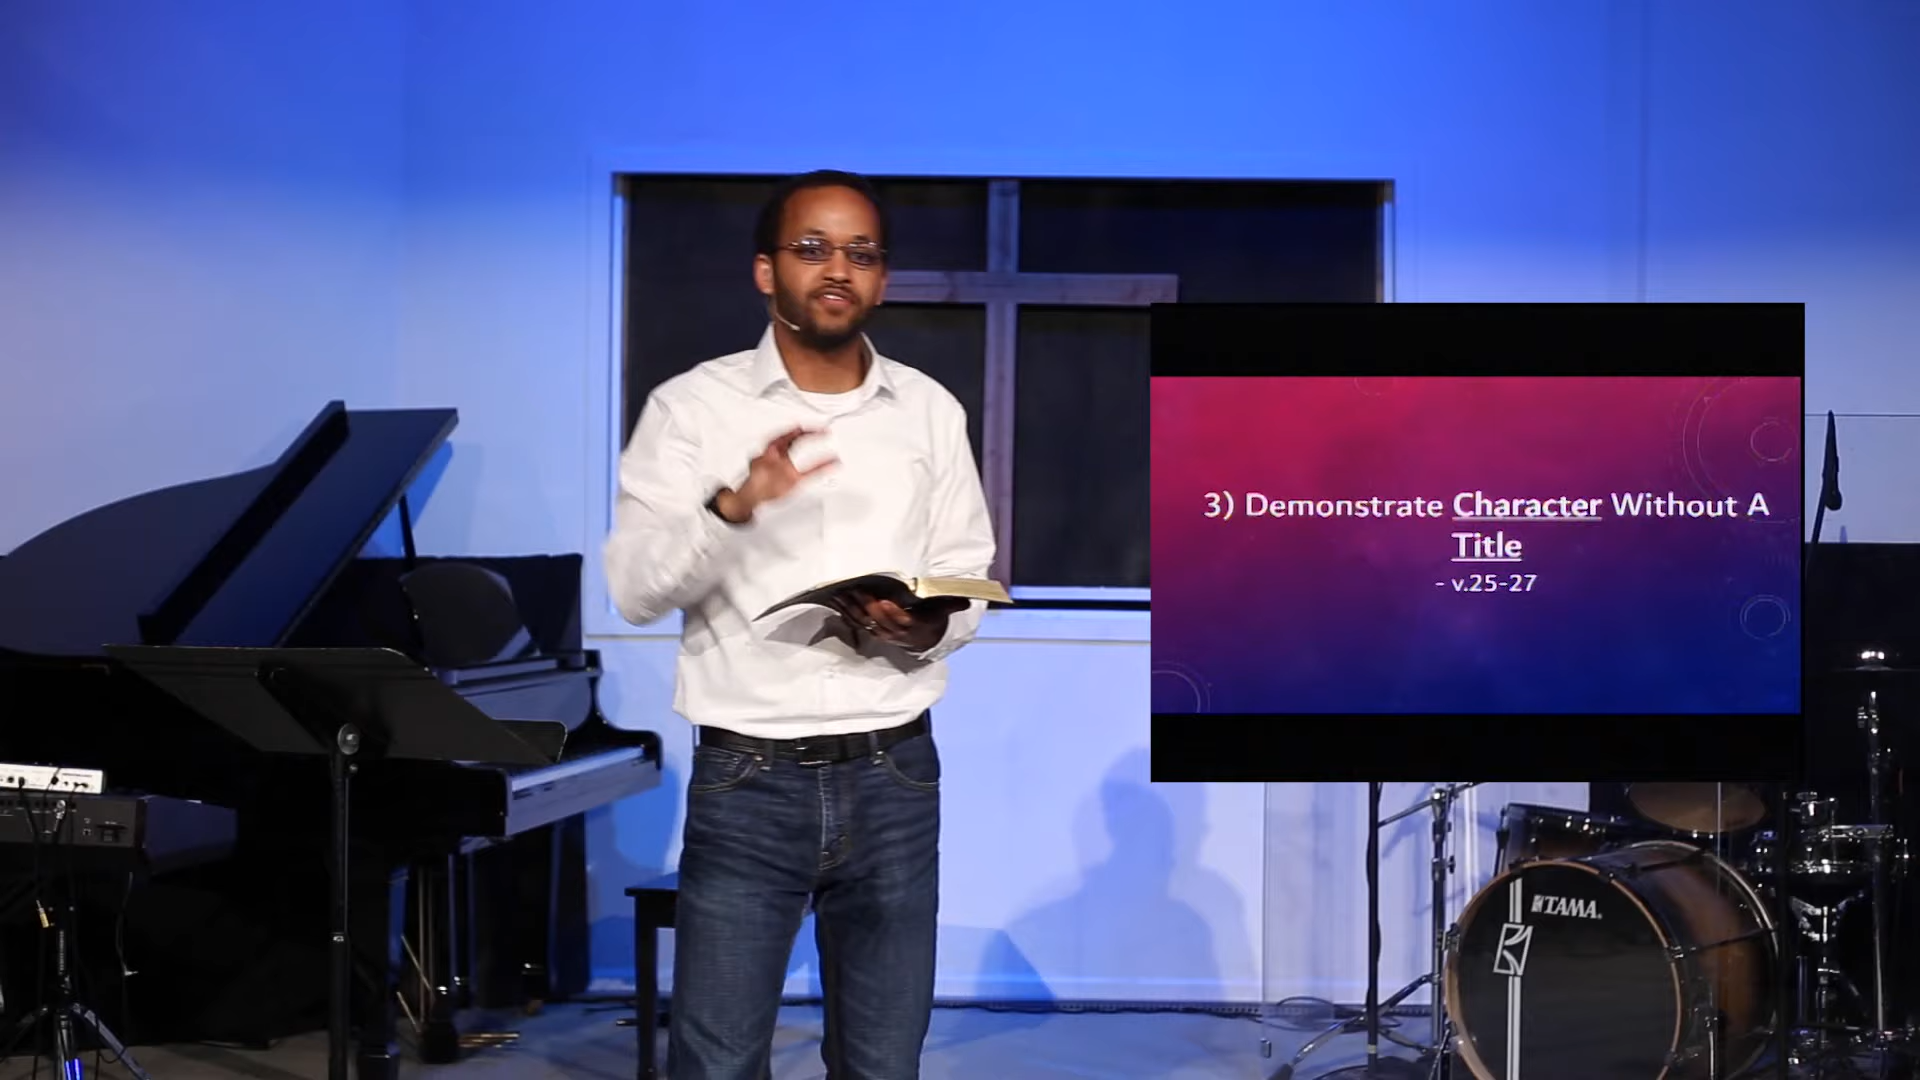 3) Demonstrate Character Without A
Title
- v.25-27
TAMA